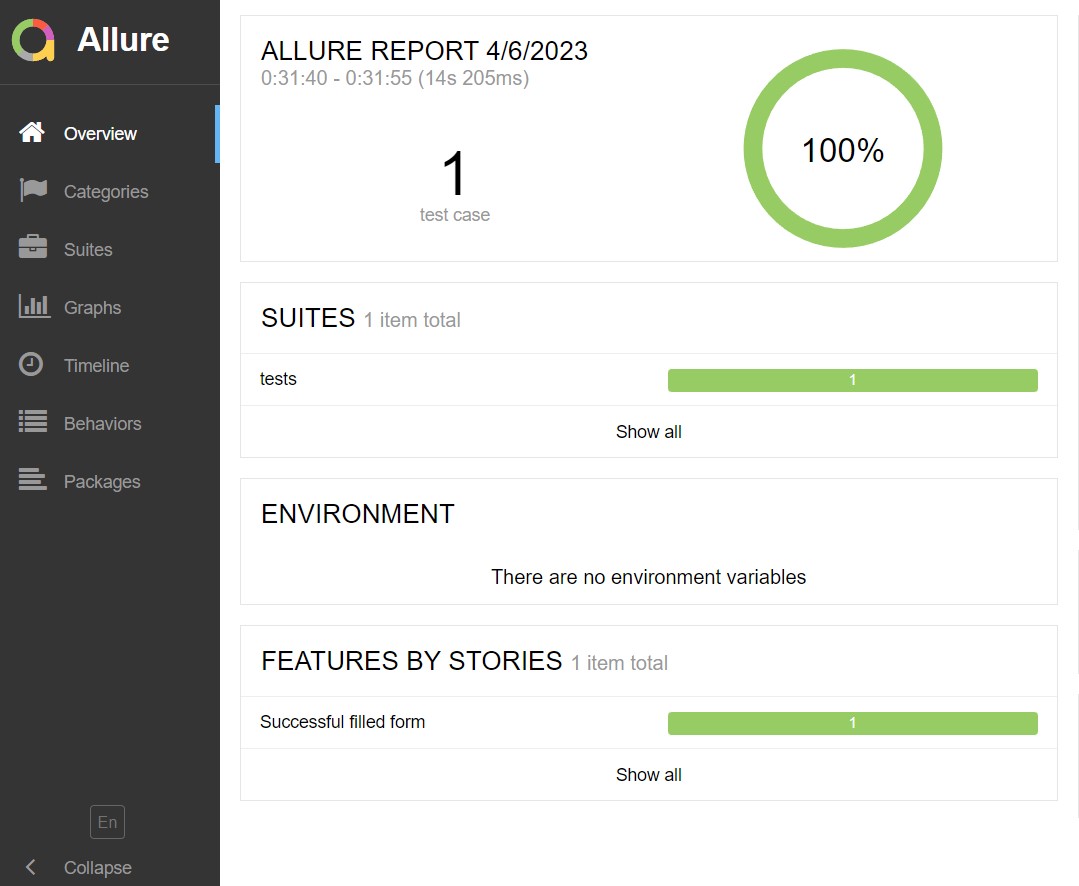 Allure
Overview
Categories
Suites
Graphs
Timeline
Behaviors
Packages
En
Collapse
ALLURE REPORT 4/6/2023
0:31:40 - 0:31:55 (14s 205ms)
1
test case
100%
SUITES 1 item total
tests 1
Show all
ENVIRONMENT
There are no environment variables
FEATURES BY STORIES 1 item total
Successful filled form 1
Show all